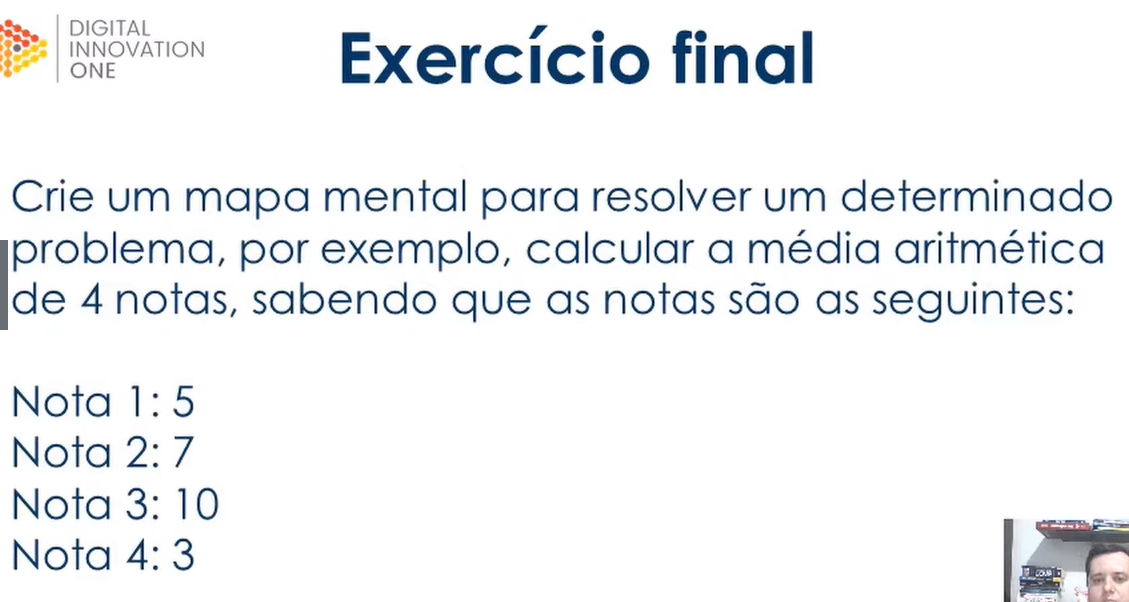 DIGITAL
INNOVATION
ONE
Exercício final
Crie um mapa mental para resolver um determinado
problema, por exemplo, calcular a média aritmética
de 4 notas, sabendo que as notas são as seguintes:
Nota 1: 5
Nota 2: 7
Nota 3: 10
Nota 4: 3